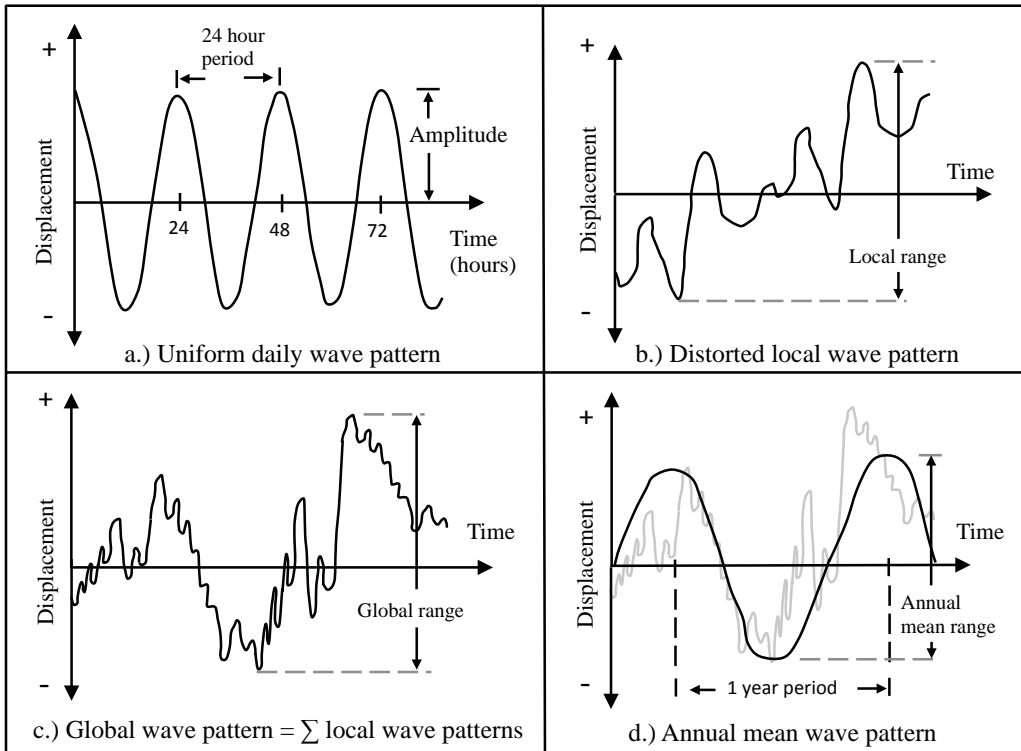 +
24 hour
period
Amplitude
Displacement
24
48
72
Time
(hours)
-
a.) Uniform daily wave pattern
+
Time
Displacement
Local range
-
b.) Distorted local wave pattern
+
Time
Displacement
Global range
-
c.) Global wave pattern = ∑ local wave patterns
+
Time
Displacement
Annual
mean range
1 year period
-
d.) Annual mean wave pattern